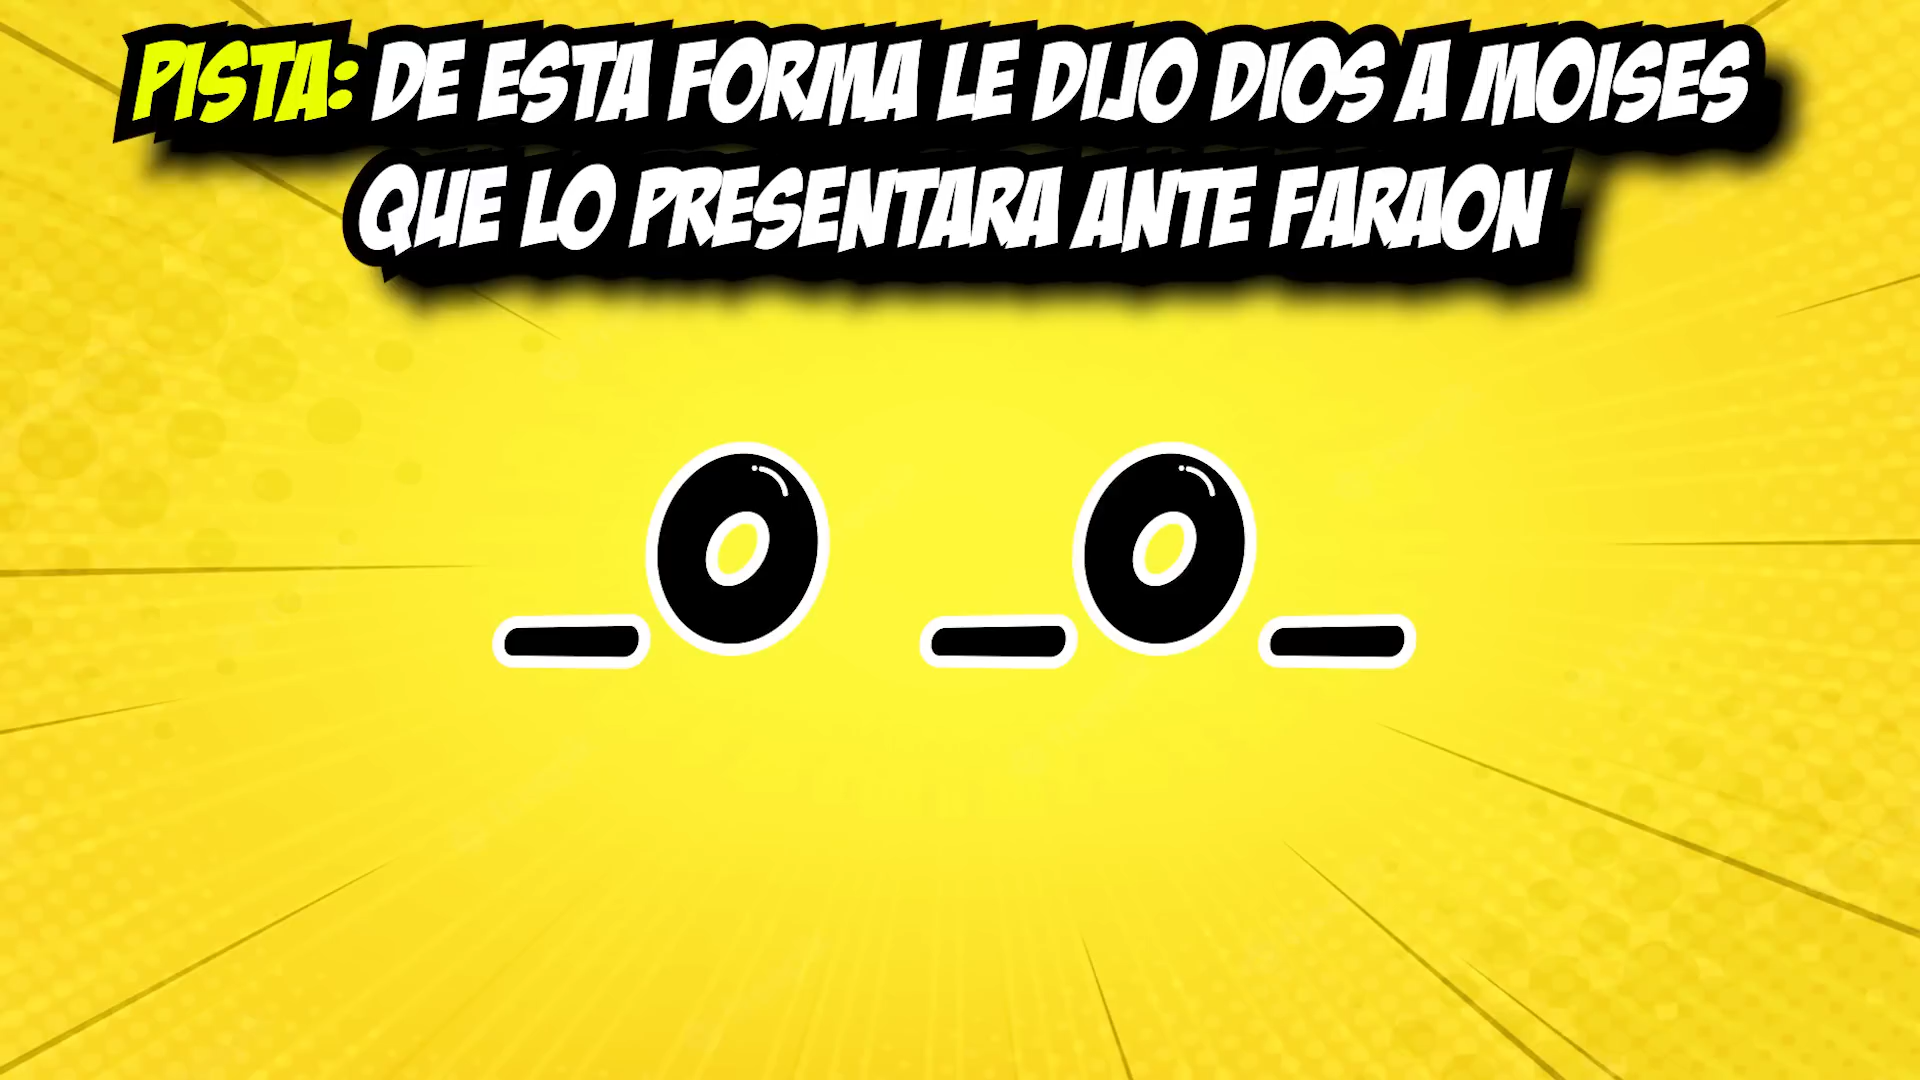 PISTA: DE ESTA FORMA LE DIJO DIOS A MOISES
QUE LO PRESENTARA ANTE FARAON
_O _O_